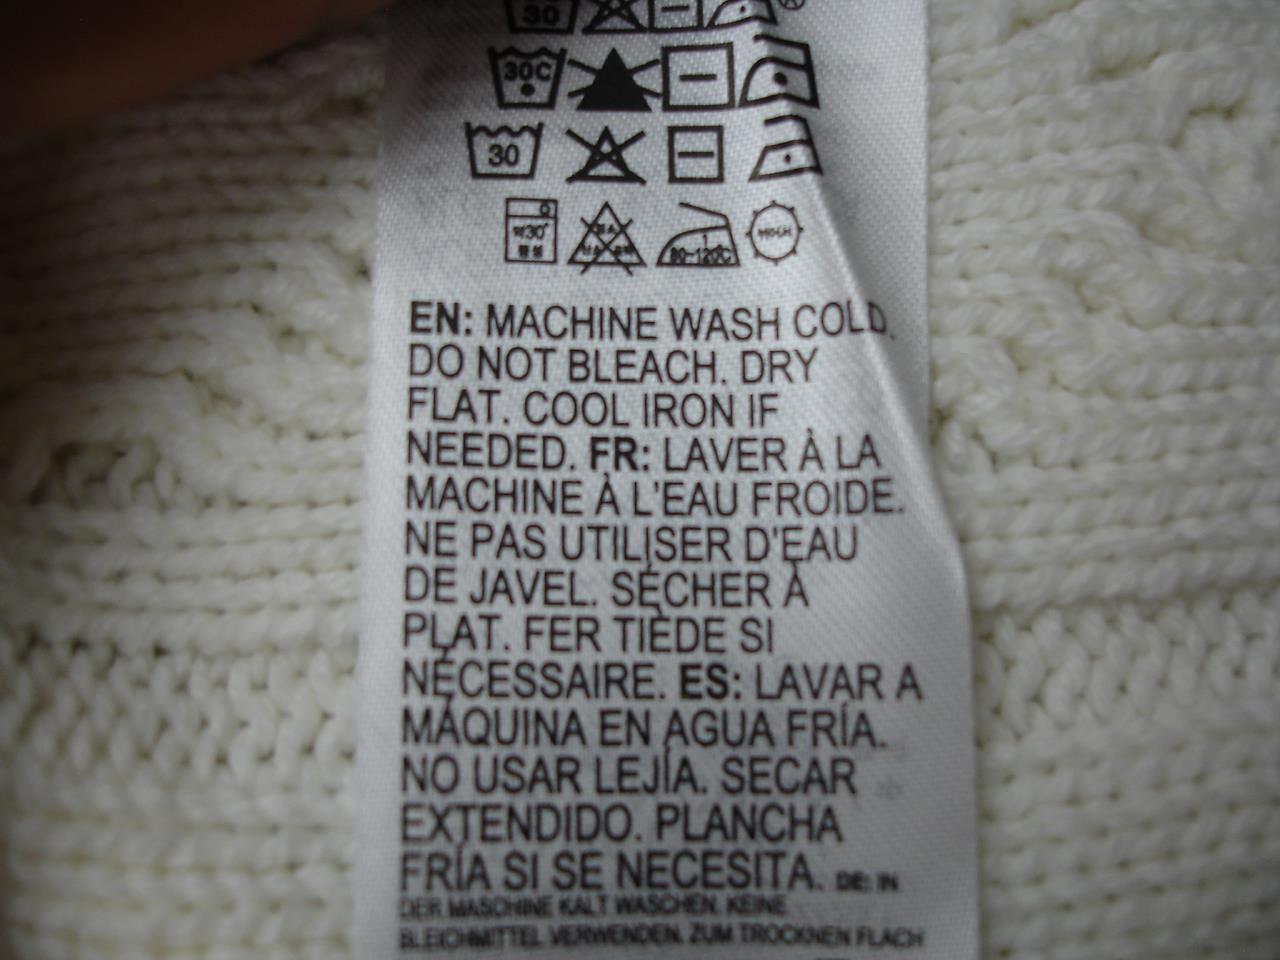 30
30C
30
80~120℃
EN: MACHINE WASH COLD.
DO NOT BLEACH. DRY
FLAT. COOL IRON IF
NEEDED. FR: LAVER À LA
MACHINE À L'EAU FROIDE.
NE PAS UTILISER D'EAU
DE JAVEL. SÉCHER À
PLAT. FER TIÈDE SI
NÉCESSAIRE. ES: LAVAR A
MÁQUINA EN AGUA FRÍA.
NO USAR LEJÍA. SECAR
EXTENDIDO. PLANCHA
FRÍA SI SE NECESITA. DE: IN
DER MASCHINE KALT WASCHEN. KEINE
BLEICHMITTEL VERWENDEN. ZUM TROCKNEN FLACH